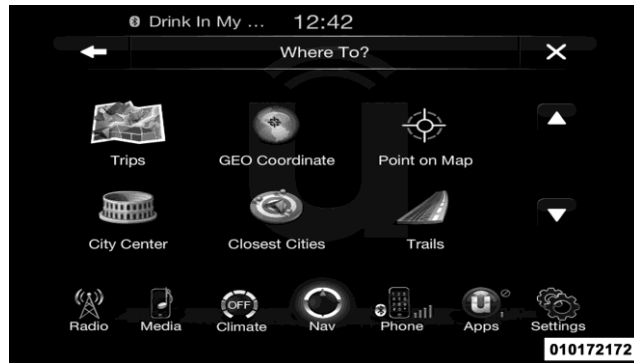 Drink In My ... 12:42
Where To?
Trips GEO Coordinate Point on Map
City Center Closest Cities Trails
OFF
Radio Media Climate Nav Phone Apps Settings
010172172